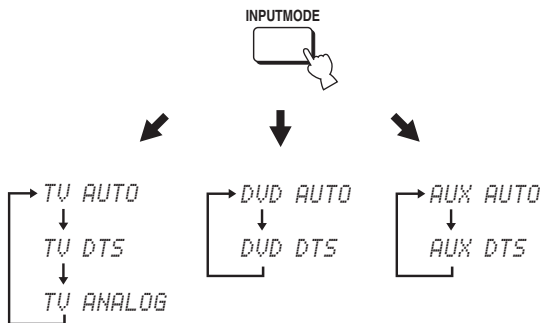 INPUTMODE
TV AUTO
TV DTS
TV ANALOG
DVD AUTO
DVD DTS
AUX AUTO
AUX DTS